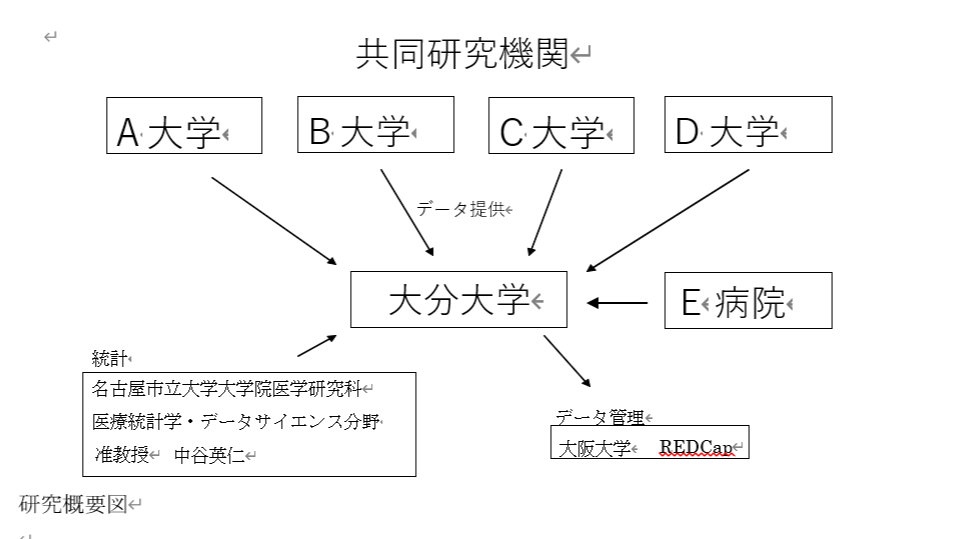 共同研究機関
A 大学
B 大学
C 大学
D 大学
データ提供
大分大学
E 病院
統計
名古屋市立大学大学院医学研究科
医療統計学・データサイエンス分野
准教授 中谷英仁
データ管理
大阪大学 REDCap
研究概要図